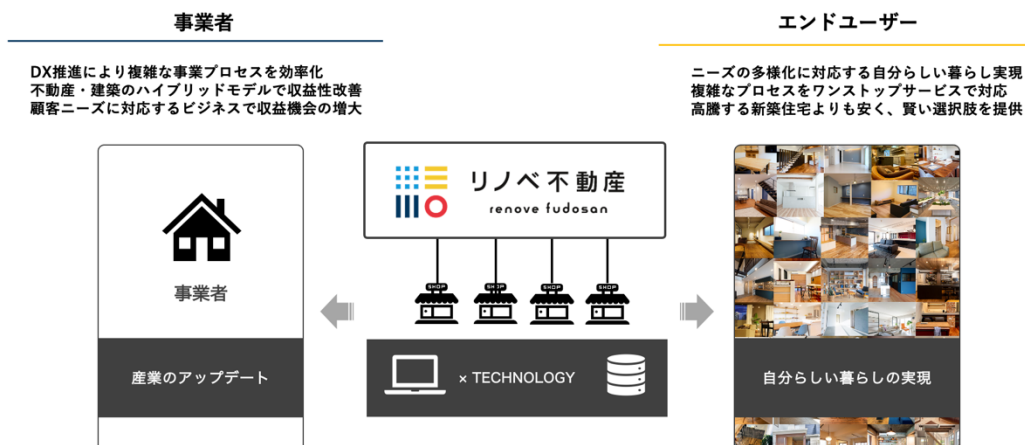 事業者
DX推進により複雑な事業プロセスを効率化
不動産・建築のハイブリッドモデルで収益性改善
顧客ニーズに対応するビジネスで収益機会の増大
事業者
産業のアップデート
リノベ不動産
renove fudosan
SHOP SHOP SHOP SHOP
× TECHNOLOGY
エンドユーザー
ニーズの多様化に対応する自分らしい暮らし実現
複雑なプロセスをワンストップサービスで対応
高騰する新築住宅よりも安く、賢い選択肢を提供
自分らしい暮らしの実現